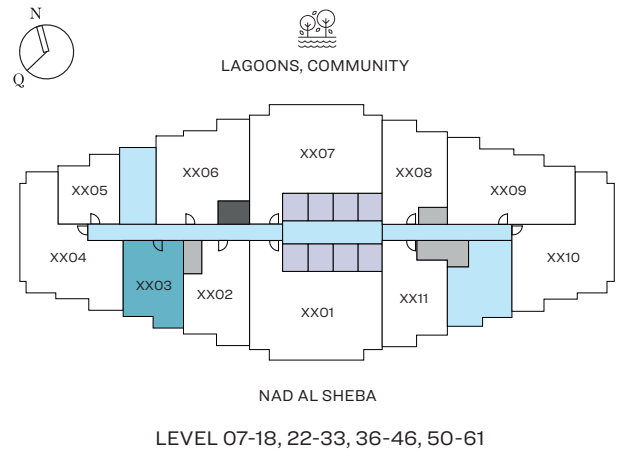 N
Q
LAGOONS, COMMUNITY
XX07
XX06
XX08
XX05
XX09
XX04
XX03
XX02
XX01
XX11
XX10
NAD AL SHEBA
LEVEL 07-18, 22-33, 36-46, 50-61